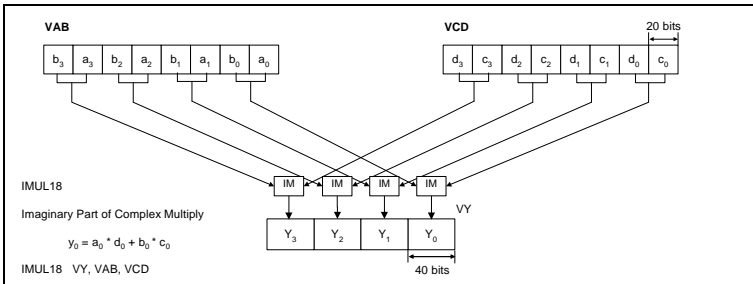 VAB VCD 20 bits
b3 a3 b2 a2 b1 a1 b0 a0 d3 c3 d2 c2 d1 c1 d0 c0
IMUL18 IM IM IM IM
VY
Imaginary Part of Complex Multiply
Y3 Y2 Y1 Y0
y0 = a0 * d0 + b0 * c0
IMUL18 VY, VAB, VCD 40 bits